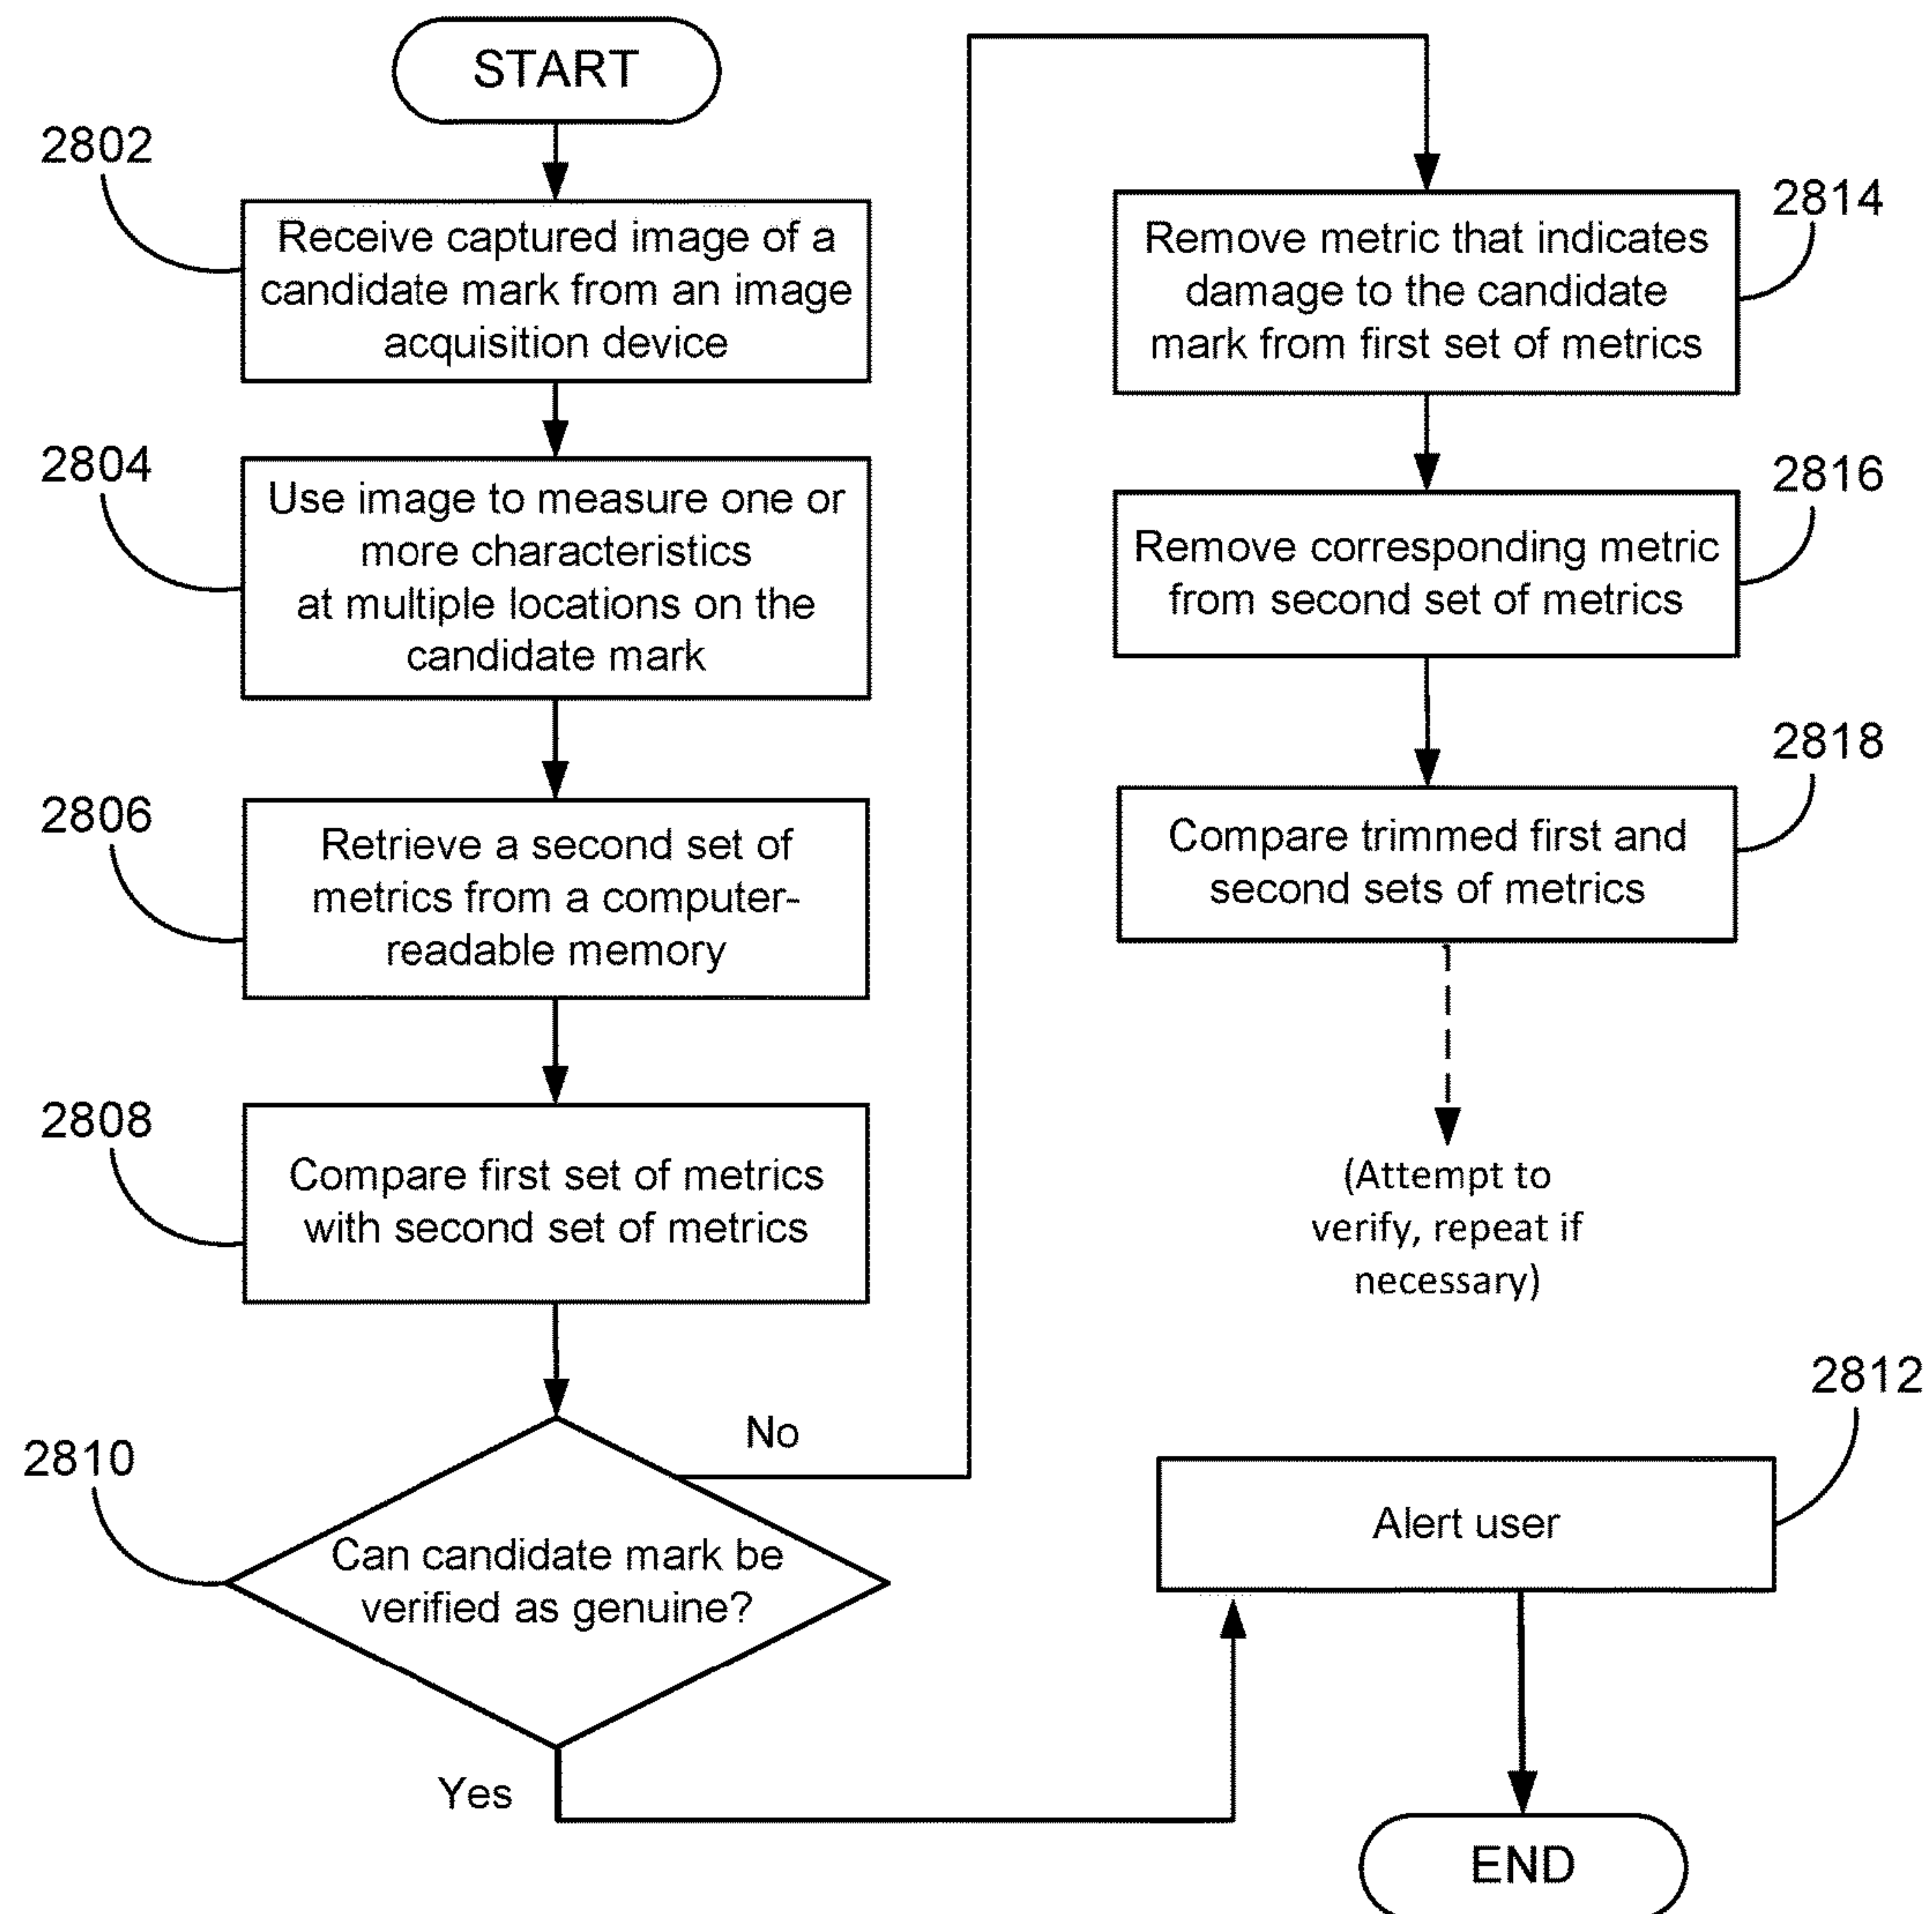 START
2802
Receive captured image of a
candidate mark from an image
acquisition device
2804
Use image to measure one or
more characteristics
at multiple locations on the
candidate mark
2806
Retrieve a second set of
metrics from a computer-
readable memory
2808
Compare first set of metrics
with second set of metrics
2810
Can candidate mark be
verified as genuine?
No
Yes
2814
Remove metric that indicates
damage to the candidate
mark from first set of metrics
2816
Remove corresponding metric
from second set of metrics
2818
Compare trimmed first and
second sets of metrics
(Attempt to
verify, repeat if
necessary)
2812
Alert user
END